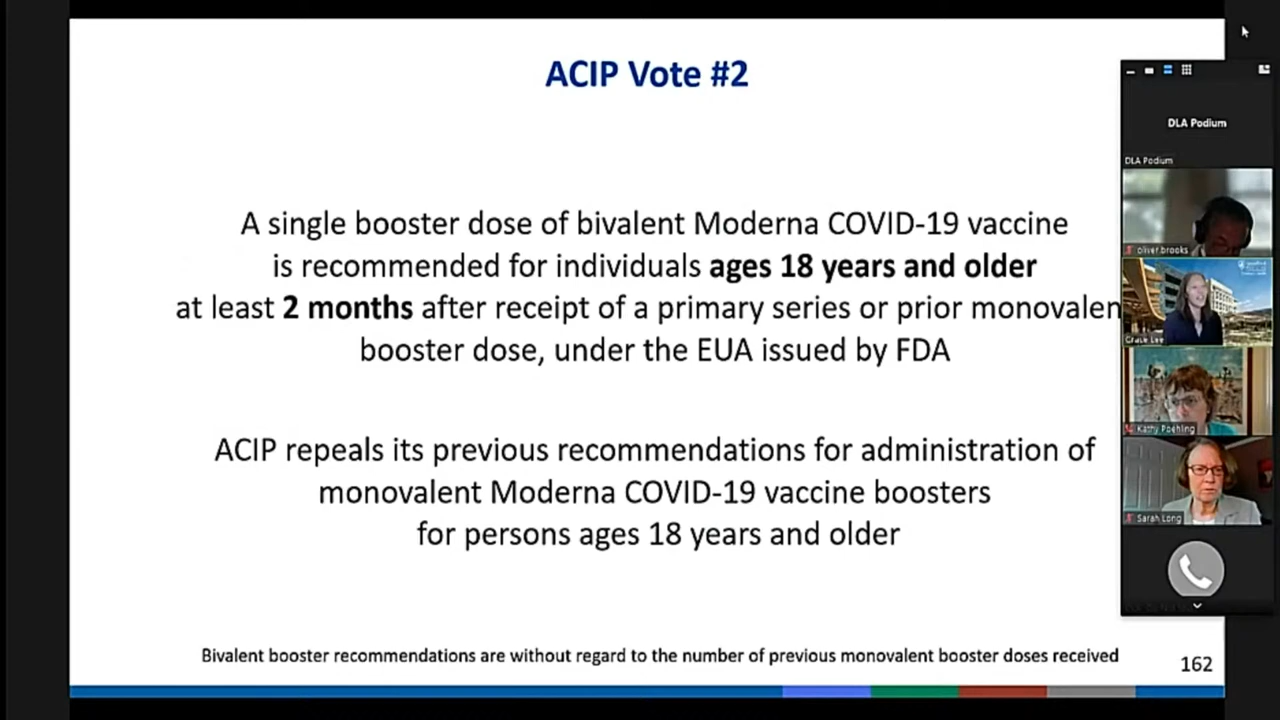 ACIP Vote #2
A single booster dose of bivalent Moderna COVID-19 vaccine
is recommended for individuals ages 18 years and older
at least 2 months after receipt of a primary series or prior monovalen
booster dose, under the EUA issued by FDA
ACIP repeals its previous recommendations for administration of
monovalent Moderna COVID-19 vaccine boosters
for persons ages 18 years and older
Bivalent booster recommendations are without regard to the number of previous monovalent booster doses received
162
DLA Podium
DLA Podium
oliver brooks
Grace Lee
Kathy Poehling
Sarah Long